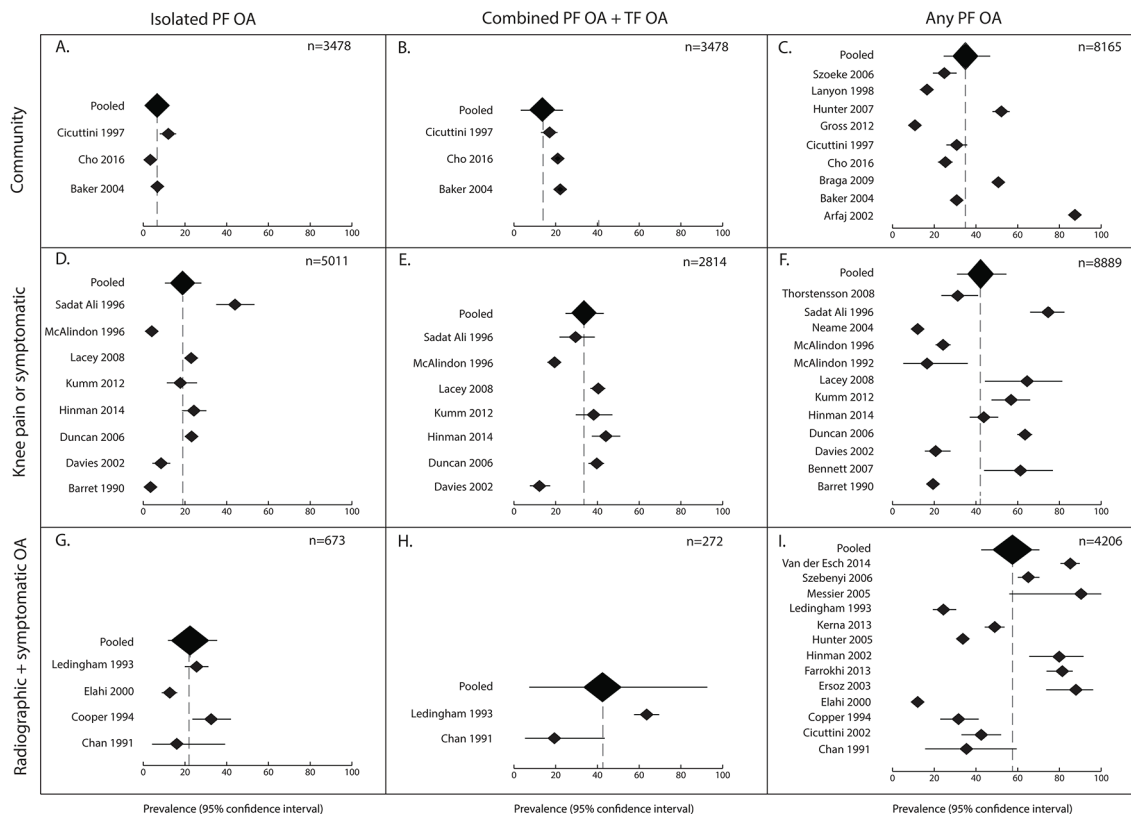 Isolated PF OA
Combined PF OA + TF OA
Any PF OA
Community
A.
n=3478
Pooled
Cicuttini 1997
Cho 2016
Baker 2004
0 20 40 60 80 100
B.
n=3478
Pooled
Cicuttini 1997
Cho 2016
Baker 2004
0 20 40 60 80 100
C.
n=8165
Pooled
Szoeke 2006
Lanyon 1998
Hunter 2007
Gross 2012
Cicuttini 1997
Cho 2016
Braga 2009
Baker 2004
Arfaj 2002
0 20 40 60 80 100
Knee pain or symptomatic
D.
n=5011
Pooled
Sadat Ali 1996
McAlindon 1996
Lacey 2008
Kumm 2012
Hinman 2014
Duncan 2006
Davies 2002
Barret 1990
0 20 40 60 80 100
E.
n=2814
Pooled
Sadat Ali 1996
McAlindon 1996
Lacey 2008
Kumm 2012
Hinman 2014
Duncan 2006
Davies 2002
0 20 40 60 80 100
F.
n=8889
Pooled
Thorstensson 2008
Sadat Ali 1996
Neame 2004
McAlindon 1996
McAlindon 1992
Lacey 2008
Kumm 2012
Hinman 2014
Duncan 2006
Davies 2002
Bennett 2007
Barret 1990
0 20 40 60 80 100
Radiographic + symptomatic OA
G.
n=673
Pooled
Ledingham 1993
Elahi 2000
Cooper 1994
Chan 1991
0 20 40 60 80 100
H.
n=272
Pooled
Ledingham 1993
Chan 1991
0 20 40 60 80 100
I.
n=4206
Pooled
Van der Esch 2014
Szebenyi 2006
Messier 2005
Ledingham 1993
Kerna 2013
Hunter 2005
Hinman 2002
Farrokhi 2013
Ersoz 2003
Elahi 2000
Copper 1994
Cicuttini 2002
Chan 1991
0 20 40 60 80 100
Prevalence (95% confidence interval)
Prevalence (95% confidence interval)
Prevalence (95% confidence interval)